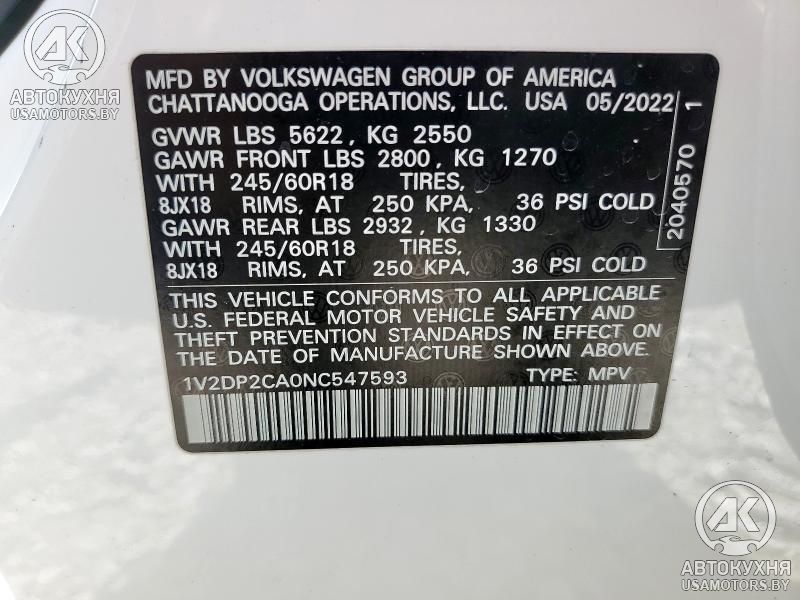 AK
АВТОКУХНЯ
USAMOTORS.BY
MFD BY VOLKSWAGEN GROUP OF AMERICA
CHATTANOOGA OPERATIONS, LLC. USA 05/2022
GVWR LBS 5622, KG 2550
GAWR FRONT LBS 2800, KG 1270
WITH 245/60R18 TIRES,
8JX18 RIMS, AT 250 KPA, 36 PSI COLD
GAWR REAR LBS 2932, KG 1330
WITH 245/60R18 TIRES,
8JX18 RIMS, AT 250 KPA, 36 PSI COLD
THIS VEHICLE CONFORMS TO ALL APPLICABLE
U.S. FEDERAL MOTOR VEHICLE SAFETY AND
THEFT PREVENTION STANDARDS IN EFFECT ON
THE DATE OF MANUFACTURE SHOWN ABOVE.
1V2DP2CA0NC547593 TYPE: MPV
2040570 1
AK
АВТОКУХНЯ
USAMOTORS.BY